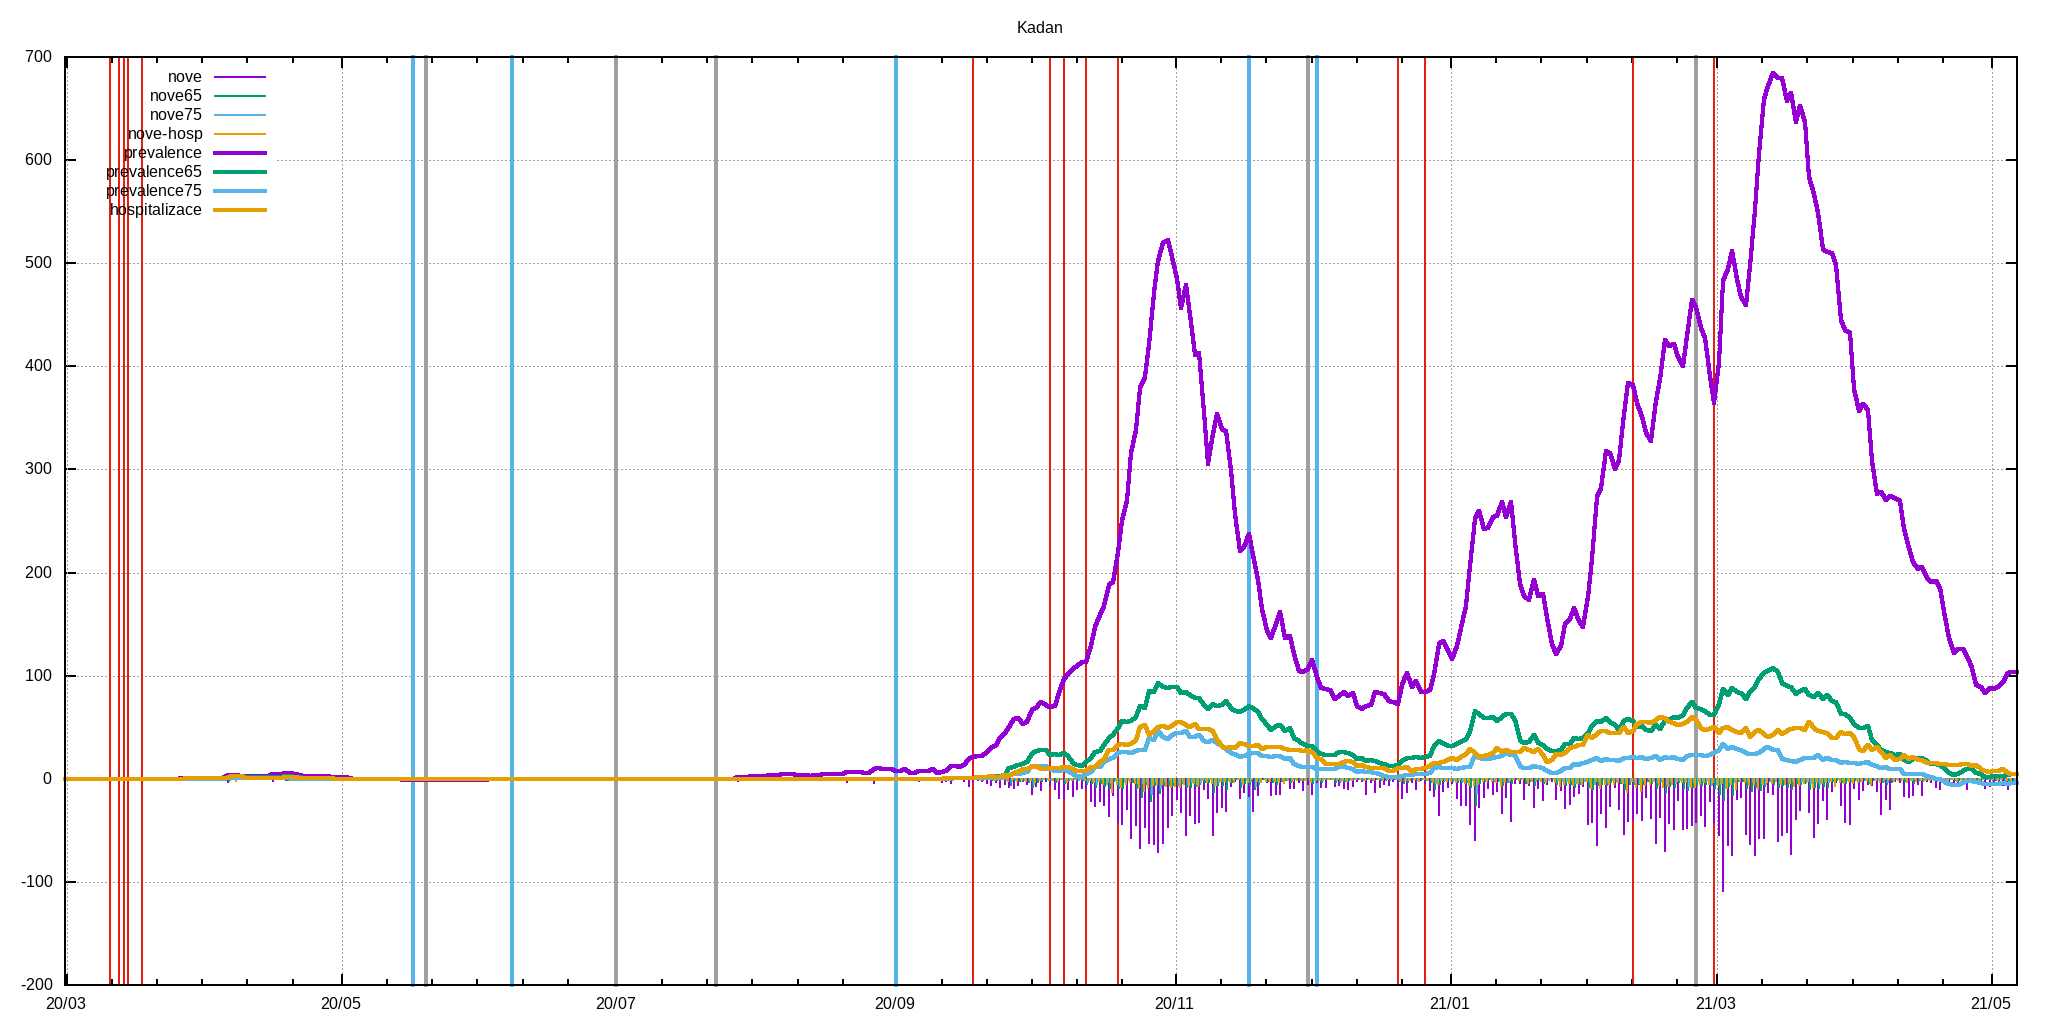 Kadan
700
600
500
400
300
200
100
0
-100
-200
nove
nove65
nove75
nove-hosp
prevalence
prevalence65
prevalence75
hospitalizace
20/03 20/05 20/07 20/09 20/11 21/01 21/03 21/05